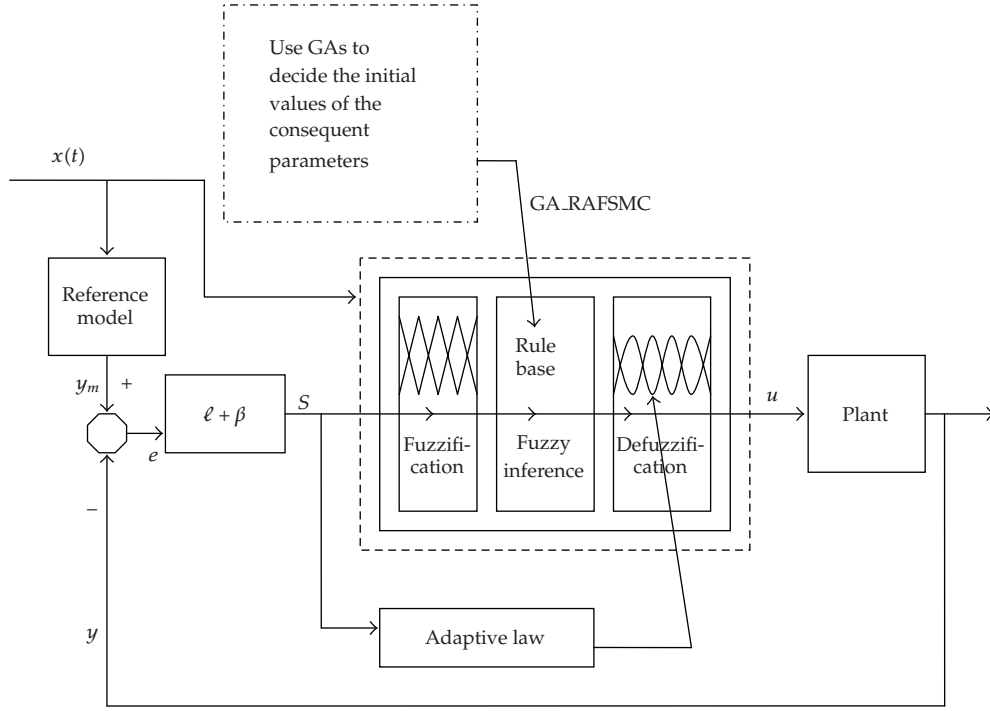 Use GAs to
decide the initial
values of the
consequent
parameters
x(t)
GA_RAFSMC
Reference
model
Rule
base
y_m +
ℓ + β
S
u
Plant
e
Fuzzifi-
cation
Fuzzy
inference
Defuzzifi-
cation
−
y
Adaptive law